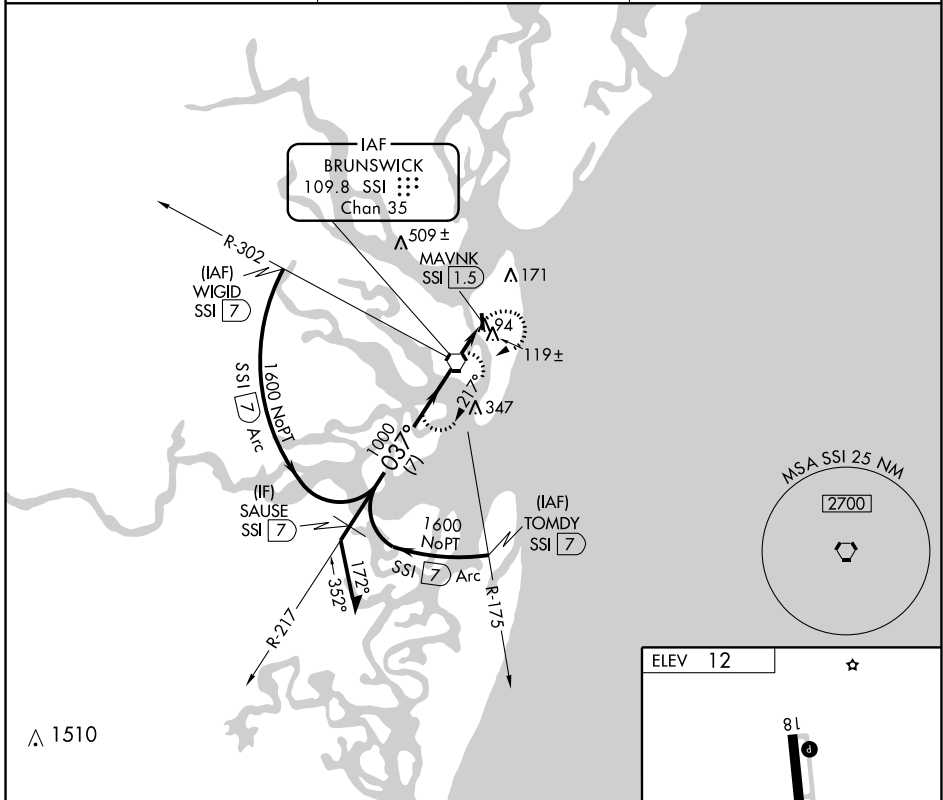 IAF
BRUNSWICK
109.8 SSI
Chan 35
R-302
509 ±
MAVNK
SSI 1.5
171
(IAF)
WIGID
SSI 7
94
119 ±
217°
347
1600 NoPT
SSI 7 Arc
1000
037°
(7)
(IF)
SAUSE
SSI 7
1600
NoPT
SSI 7 Arc
(IAF)
TOMDY
SSI 7
172°
352°
R-217
R-175
MSA SSI 25 NM
2700
1510
ELEV 12
18
P